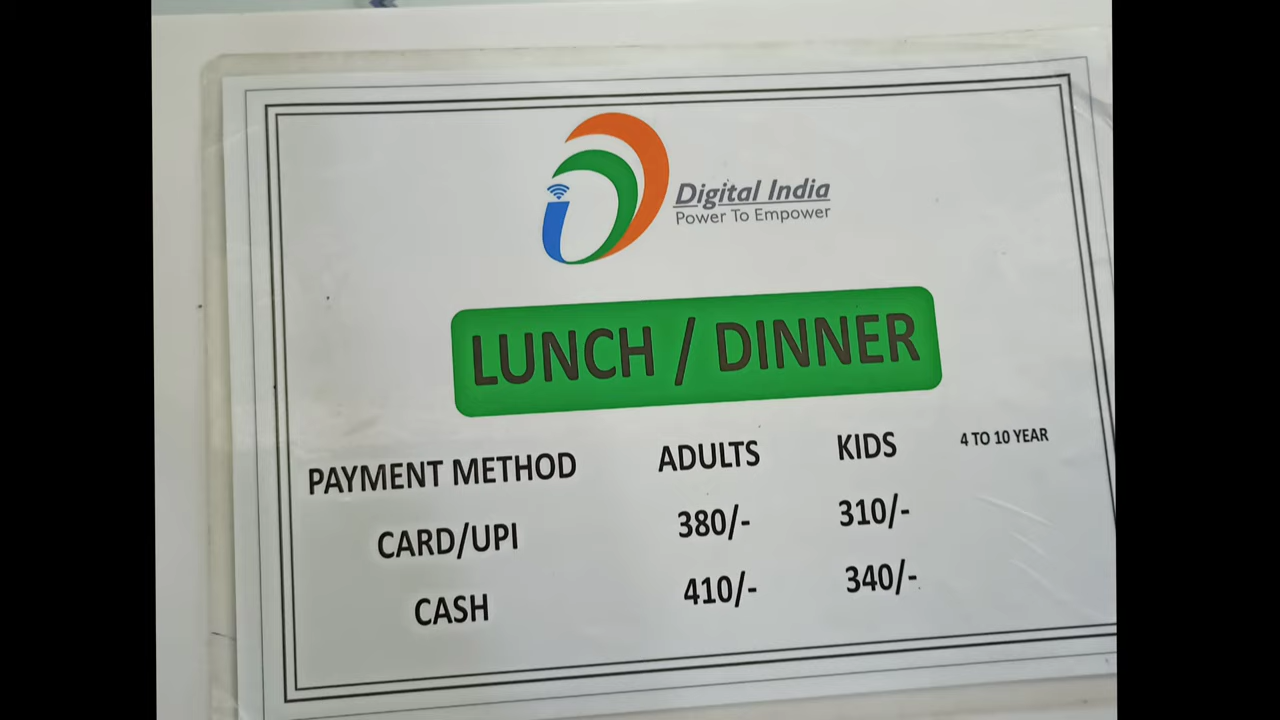 Digital India
Power To Empower
LUNCH / DINNER
PAYMENT METHOD ADULTS KIDS 4 TO 10 YEAR
CARD/UPI 380/- 310/-
CASH 410/- 340/-